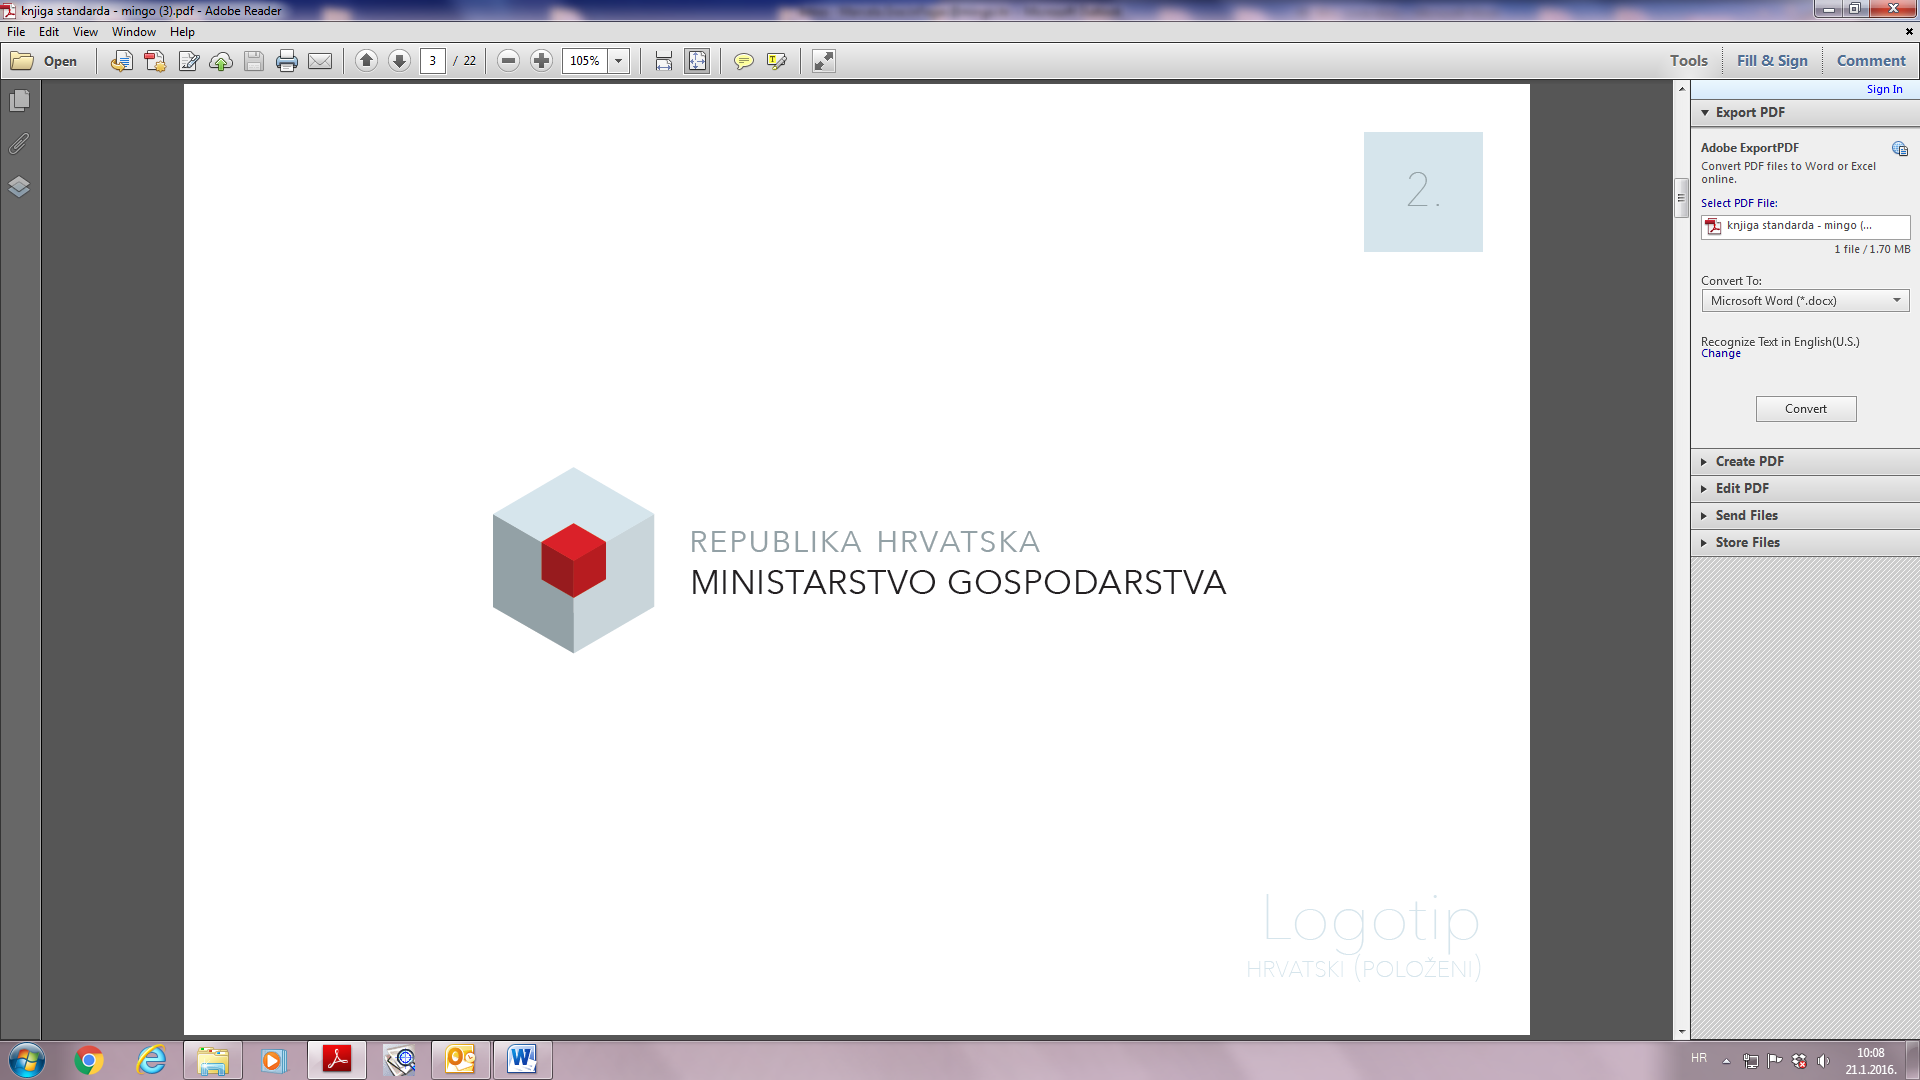 knjiga standarda - mingo (3).pdf - Adobe Reader
File Edit View Window Help
Open 3 / 22 105% Tools Fill & Sign Comment
Sign In
Export PDF
Adobe ExportPDF
Convert PDF files to Word or Excel
online.
Select PDF File:
knjiga standarda - mingo (...
1 file / 1.70 MB
Convert To:
Microsoft Word (*.docx)
Recognize Text in English(U.S.)
Change
Convert
Create PDF
Edit PDF
Send Files
Store Files
2.
REPUBLIKA HRVATSKA
MINISTARSTVO GOSPODARSTVA
Logotip
HRVATSKI (POLOŽENI)
HR
10:08
21.1.2016.